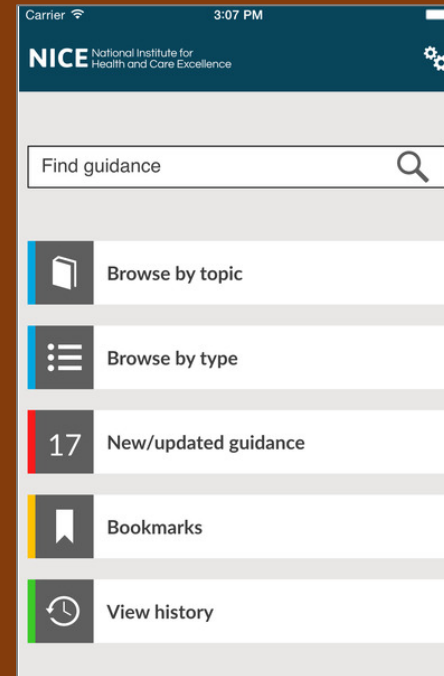 Carrier 3:07 PM
NICE National Institute for
Health and Care Excellence
Find guidance
Browse by topic
Browse by type
17 New/updated guidance
Bookmarks
View history